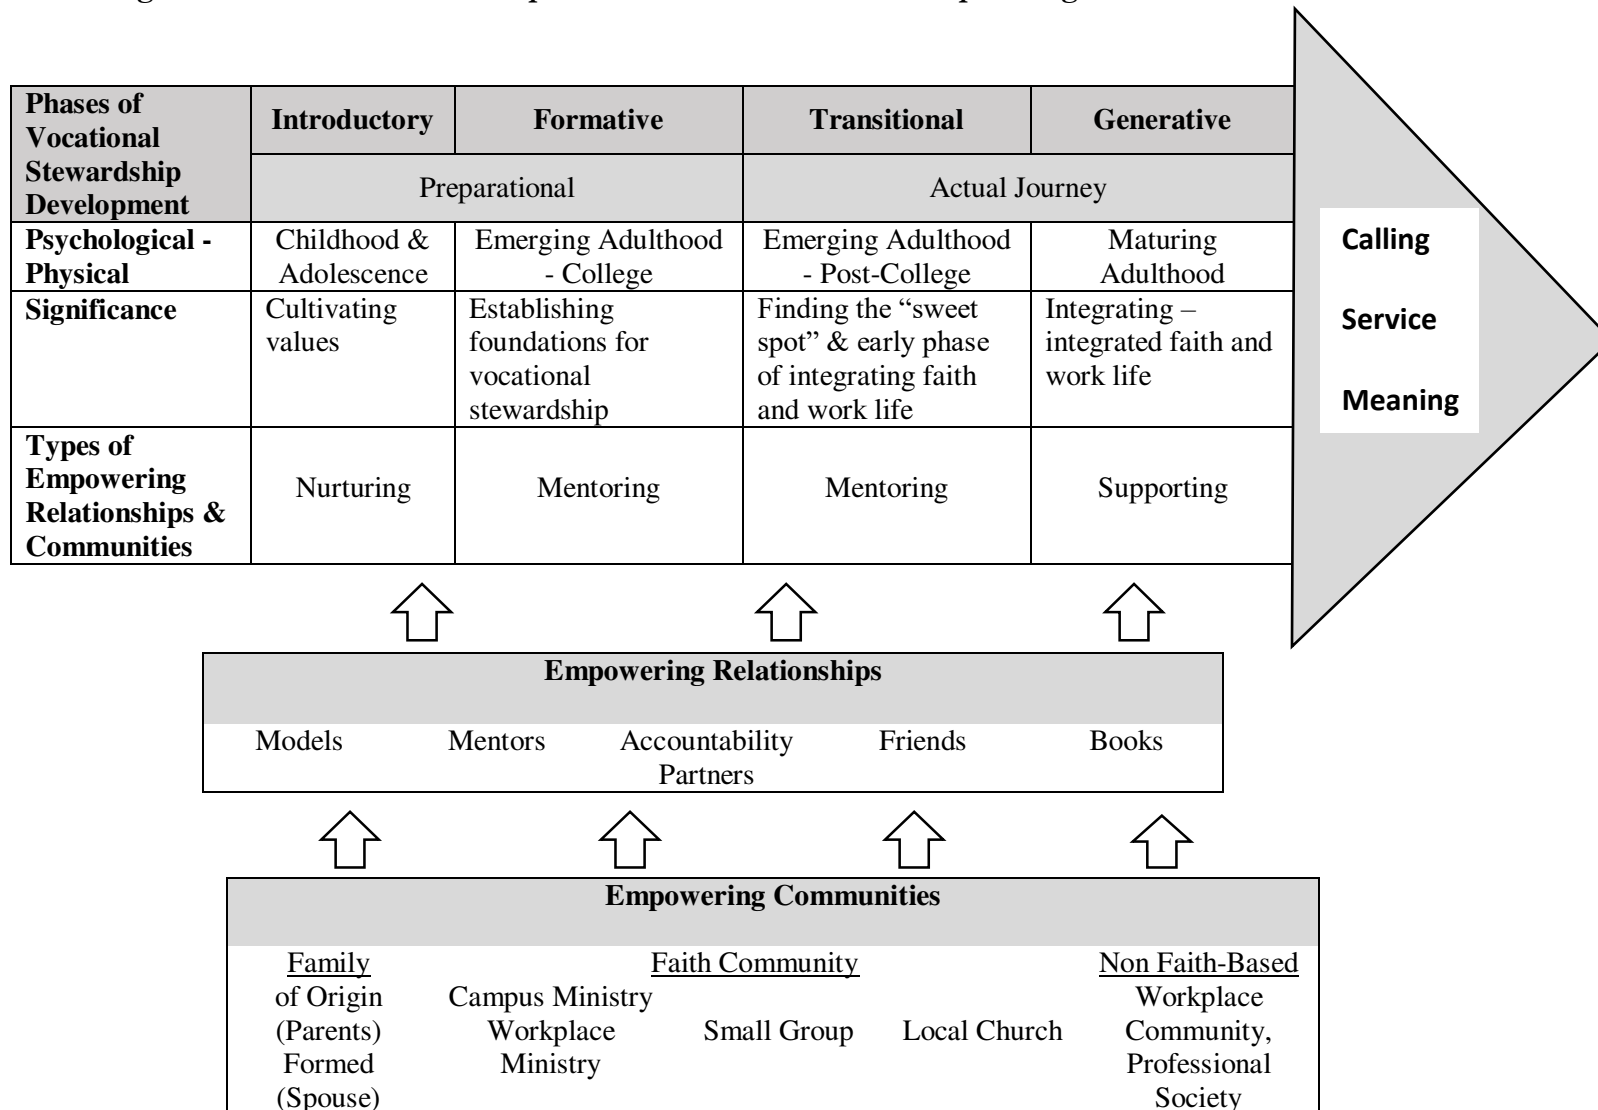 Phases of
Vocational
Stewardship
Development
Introductory
Formative
Transitional
Generative
Preparational
Actual Journey
Psychological -
Physical
Childhood &
Adolescence
Emerging Adulthood
- College
Emerging Adulthood
- Post-College
Maturing
Adulthood
Significance
Cultivating
values
Establishing
foundations for
vocational
stewardship
Finding the “sweet
spot” & early phase
of integrating faith
and work life
Integrating –
integrated faith and
work life
Types of
Empowering
Relationships &
Communities
Nurturing
Mentoring
Mentoring
Supporting
Calling
Service
Meaning
Empowering Relationships
Models
Mentors
Accountability
Partners
Friends
Books
Empowering Communities
Family
of Origin
(Parents)
Formed
(Spouse)
Faith Community
Campus Ministry
Workplace
Ministry
Small Group
Local Church
Non Faith-Based
Workplace
Community,
Professional
Society